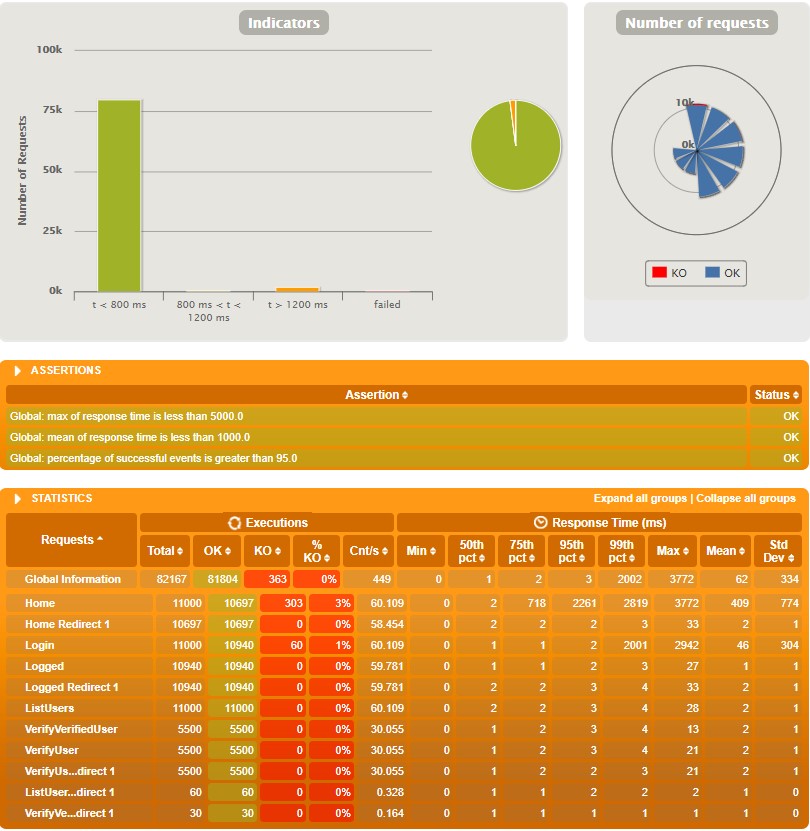 Indicators
Number of requests
100k
75k
50k
25k
0k
Number of Requests
t < 800 ms
800 ms < t <
1200 ms
t > 1200 ms
failed
10k
0k
KO OK
ASSERTIONS
Assertion Status
Global: max of response time is less than 5000.0 OK
Global: mean of response time is less than 1000.0 OK
Global: percentage of successful events is greater than 95.0 OK
STATISTICS Expand all groups | Collapse all groups
Requests Executions Response Time (ms)
Total OK KO % KO Cnt/s Min 50th pct 75th pct 95th pct 99th pct Max Mean Std Dev
Global Information 82167 81804 363 0% 449 0 1 2 3 2002 3772 62 334
Home 11000 10697 303 3% 60.109 0 2 718 2261 2819 3772 409 774
Home Redirect 1 10697 10697 0 0% 58.454 0 2 2 3 3 33 2 1
Login 11000 10940 60 1% 60.109 0 1 1 2 2001 2942 46 304
Logged 10940 10940 0 0% 59.781 0 1 1 2 3 27 1 1
Logged Redirect 1 10940 10940 0 0% 59.781 0 2 2 3 4 33 2 1
ListUsers 11000 11000 0 0% 60.109 0 2 2 3 4 28 2 1
VerifyVerifiedUser 5500 5500 0 0% 30.055 0 1 2 3 4 13 2 1
VerifyUser 5500 5500 0 0% 30.055 0 1 2 3 4 21 2 1
VerifyUs...direct 1 5500 5500 0 0% 30.055 0 1 2 2 3 21 2 1
ListUser...direct 1 60 60 0 0% 0.328 0 1 1 2 2 2 1 0
VerifyVe...direct 1 30 30 0 0% 0.164 0 1 1 1 1 1 1 0